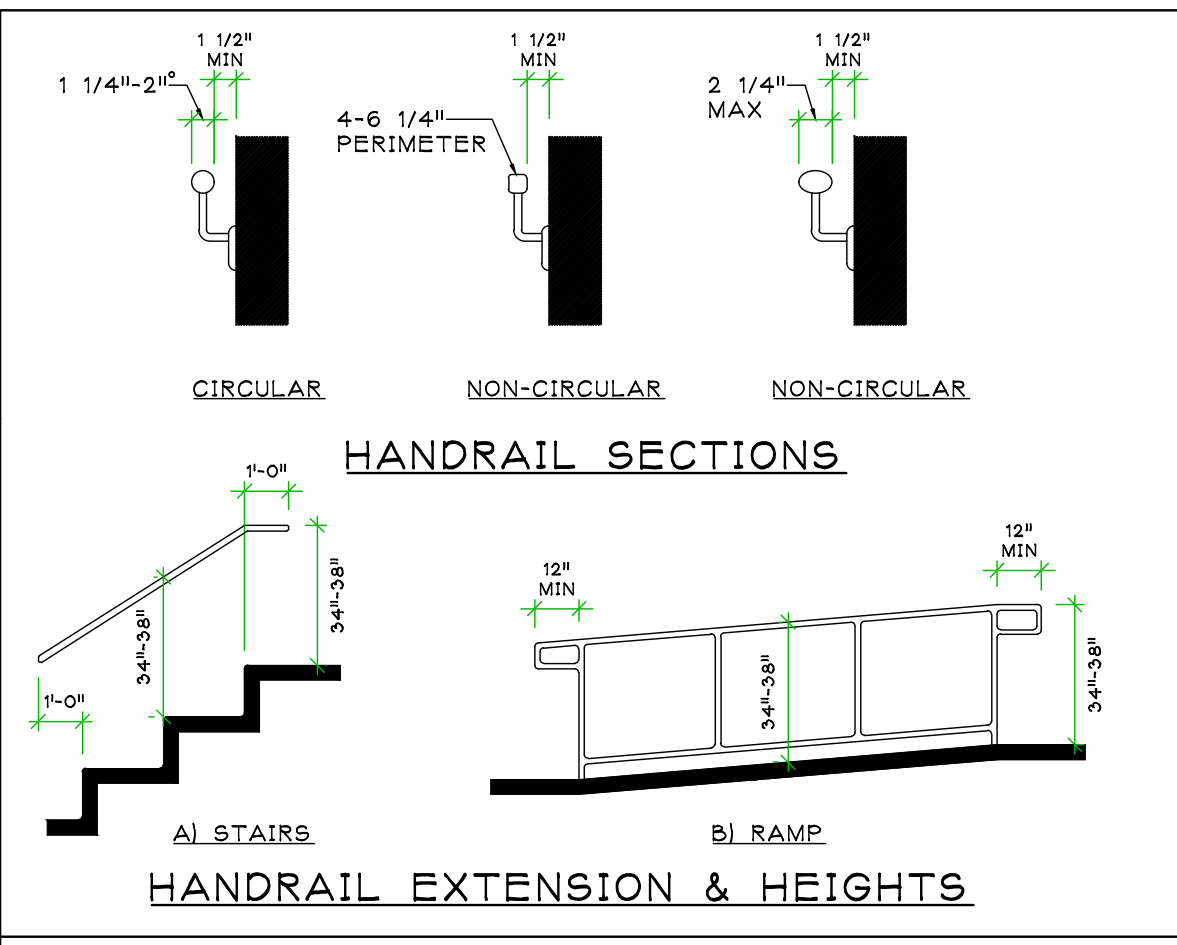 1 1/2"
MIN
1 1/4"-2"°
1 1/2"
MIN
4-6 1/4"
PERIMETER
1 1/2"
MIN
2 1/4"
MAX
CIRCULAR
NON-CIRCULAR
NON-CIRCULAR
HANDRAIL SECTIONS
1'-0"
34"-38"
34"-38"
1'-0"
A) STAIRS
12"
MIN
12"
MIN
34"-38"
34"-38"
B) RAMP
HANDRAIL EXTENSION & HEIGHTS